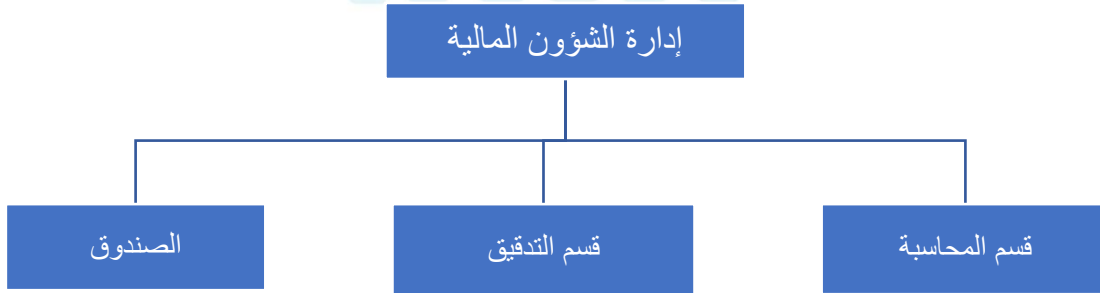 إدارة الشؤون المالية
قسم المحاسبة
قسم التدقيق
الصندوق